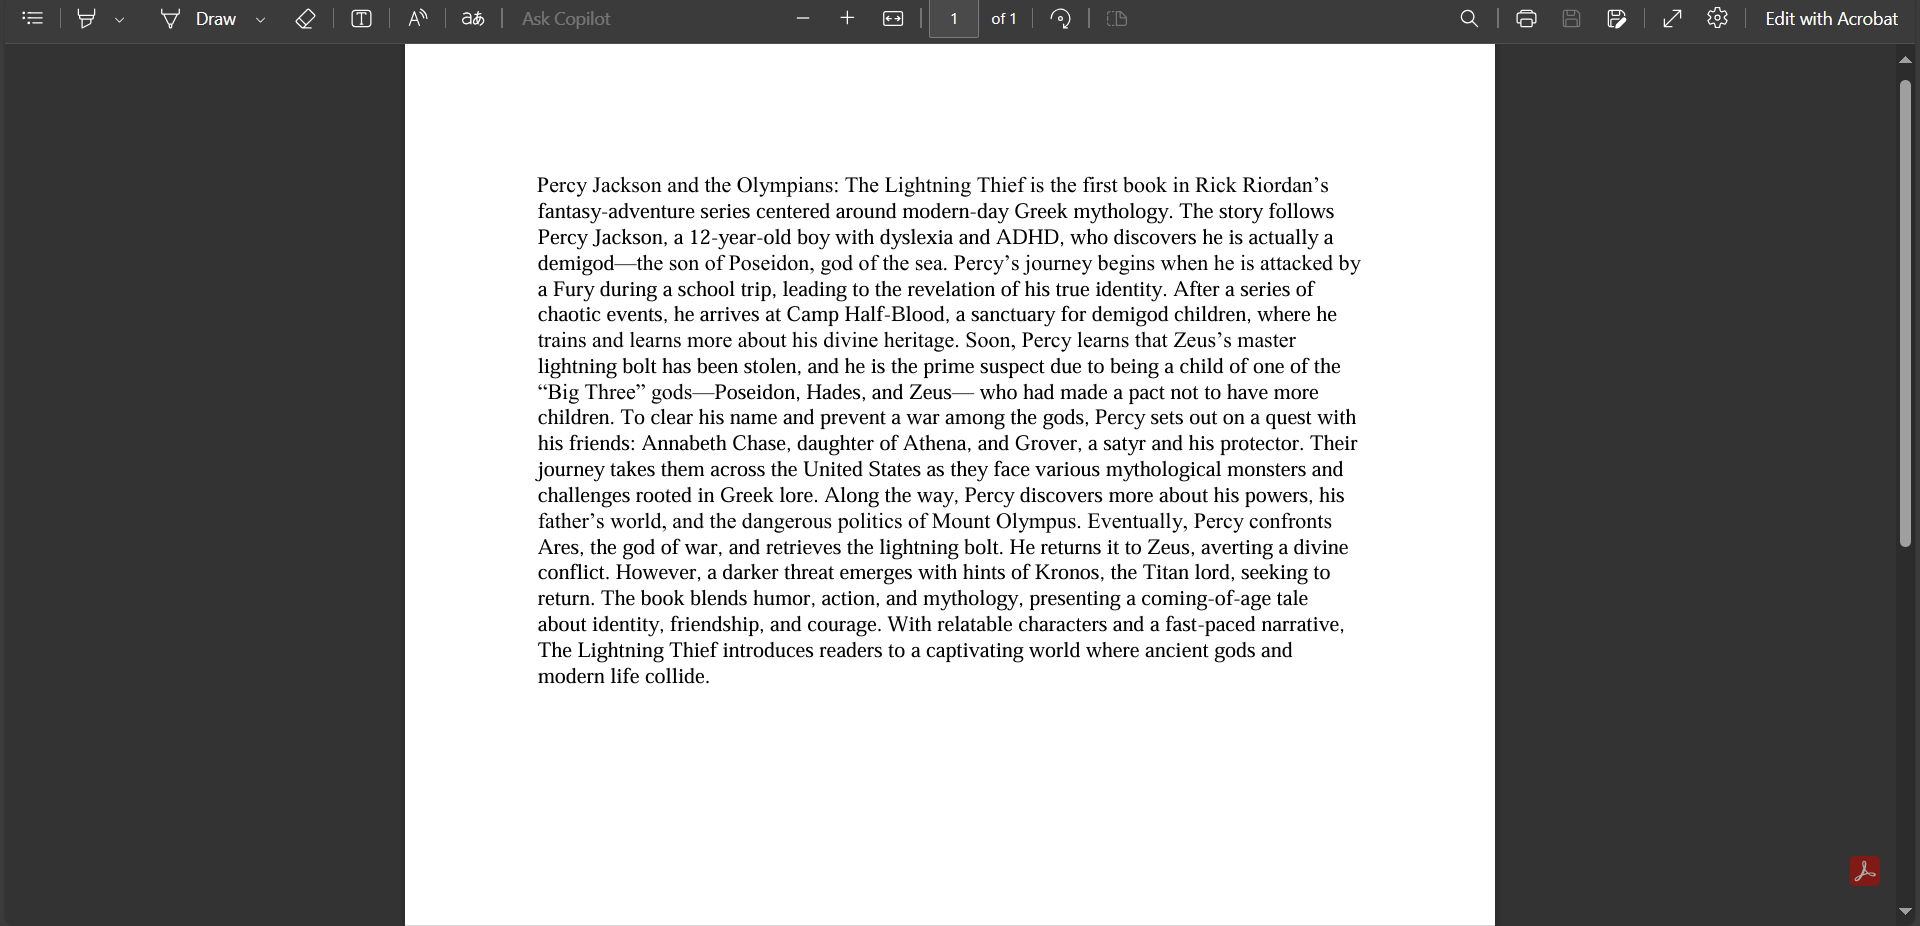 Draw
Ask Copilot
1
of 1
Edit with Acrobat
Percy Jackson and the Olympians: The Lightning Thief is the first book in Rick Riordan’s
fantasy-adventure series centered around modern-day Greek mythology. The story follows
Percy Jackson, a 12-year-old boy with dyslexia and ADHD, who discovers he is actually a
demigod—the son of Poseidon, god of the sea. Percy’s journey begins when he is attacked by
a Fury during a school trip, leading to the revelation of his true identity. After a series of
chaotic events, he arrives at Camp Half-Blood, a sanctuary for demigod children, where he
trains and learns more about his divine heritage. Soon, Percy learns that Zeus’s master
lightning bolt has been stolen, and he is the prime suspect due to being a child of one of the
“Big Three” gods—Poseidon, Hades, and Zeus— who had made a pact not to have more
children. To clear his name and prevent a war among the gods, Percy sets out on a quest with
his friends: Annabeth Chase, daughter of Athena, and Grover, a satyr and his protector. Their
journey takes them across the United States as they face various mythological monsters and
challenges rooted in Greek lore. Along the way, Percy discovers more about his powers, his
father’s world, and the dangerous politics of Mount Olympus. Eventually, Percy confronts
Ares, the god of war, and retrieves the lightning bolt. He returns it to Zeus, averting a divine
conflict. However, a darker threat emerges with hints of Kronos, the Titan lord, seeking to
return. The book blends humor, action, and mythology, presenting a coming-of-age tale
about identity, friendship, and courage. With relatable characters and a fast-paced narrative,
The Lightning Thief introduces readers to a captivating world where ancient gods and
modern life collide.